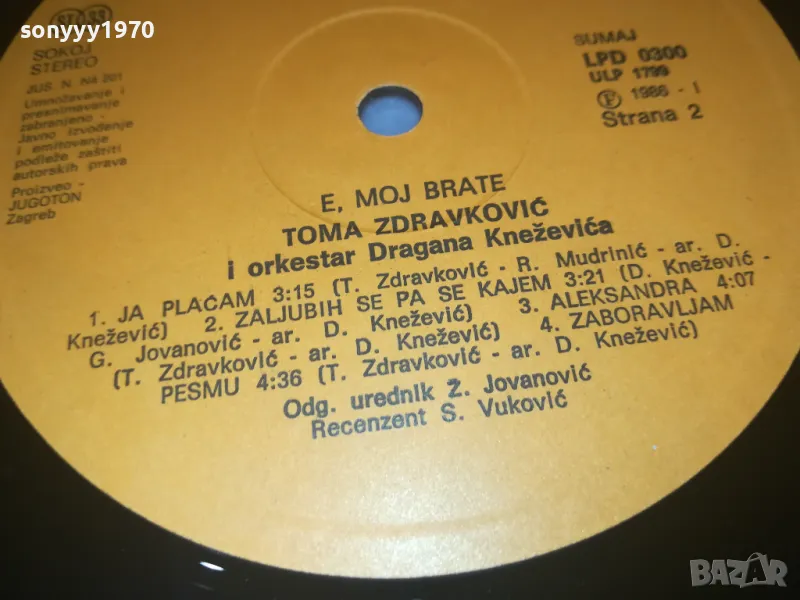 sonyyy1970
SOKOJ
STEREO
JUS. N. N4 201
Umnožavanje i
presnimavanje
zabranjeno -
Javno izvođenje
i emitovanje
podleže zaštiti
autorskih prava
Proizveo -
JUGOTON
Zagreb
SUMAJ
LPD 0300
ULP 1799
℗ 1986 - I
Strana 2
E, MOJ BRATE
TOMA ZDRAVKOVIĆ
i orkestar Dragana Kneževića
1. JA PLAĆAM 3:15 (T. Zdravković - R. Mudrinić - ar. D.
Knežević) 2. ZALJUBIH SE PA SE KAJEM 3:21 (D. Knežević -
G. Jovanović - ar. D. Knežević) 3. ALEKSANDRA 4:07
(T. Zdravković - ar. D. Knežević) 4. ZABORAVLJAM
PESMU 4:36 (T. Zdravković - ar. D. Knežević)
Odg. urednik Ž. Jovanović
Recenzent S. Vuković
BAZAR